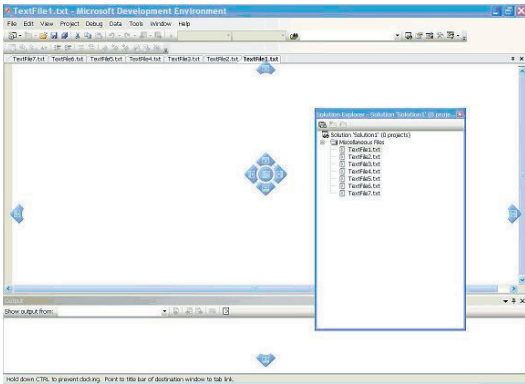 TextFile1.txt - Microsoft Development Environment
File Edit View Project Debug Data Tools Window Help
TextFile7.txt TextFile6.txt TextFile5.txt TextFile4.txt TextFile3.txt TextFile2.txt TextFile1.txt
Solution Explorer - Solution 'Solution1' (0 proje...
Solution 'Solution1' (0 projects)
Miscellaneous Files
TextFile1.txt
TextFile2.txt
TextFile3.txt
TextFile4.txt
TextFile5.txt
TextFile6.txt
TextFile7.txt
Output
Show output from:
Hold down CTRL to prevent docking. Point to title bar of destination window to tab link.